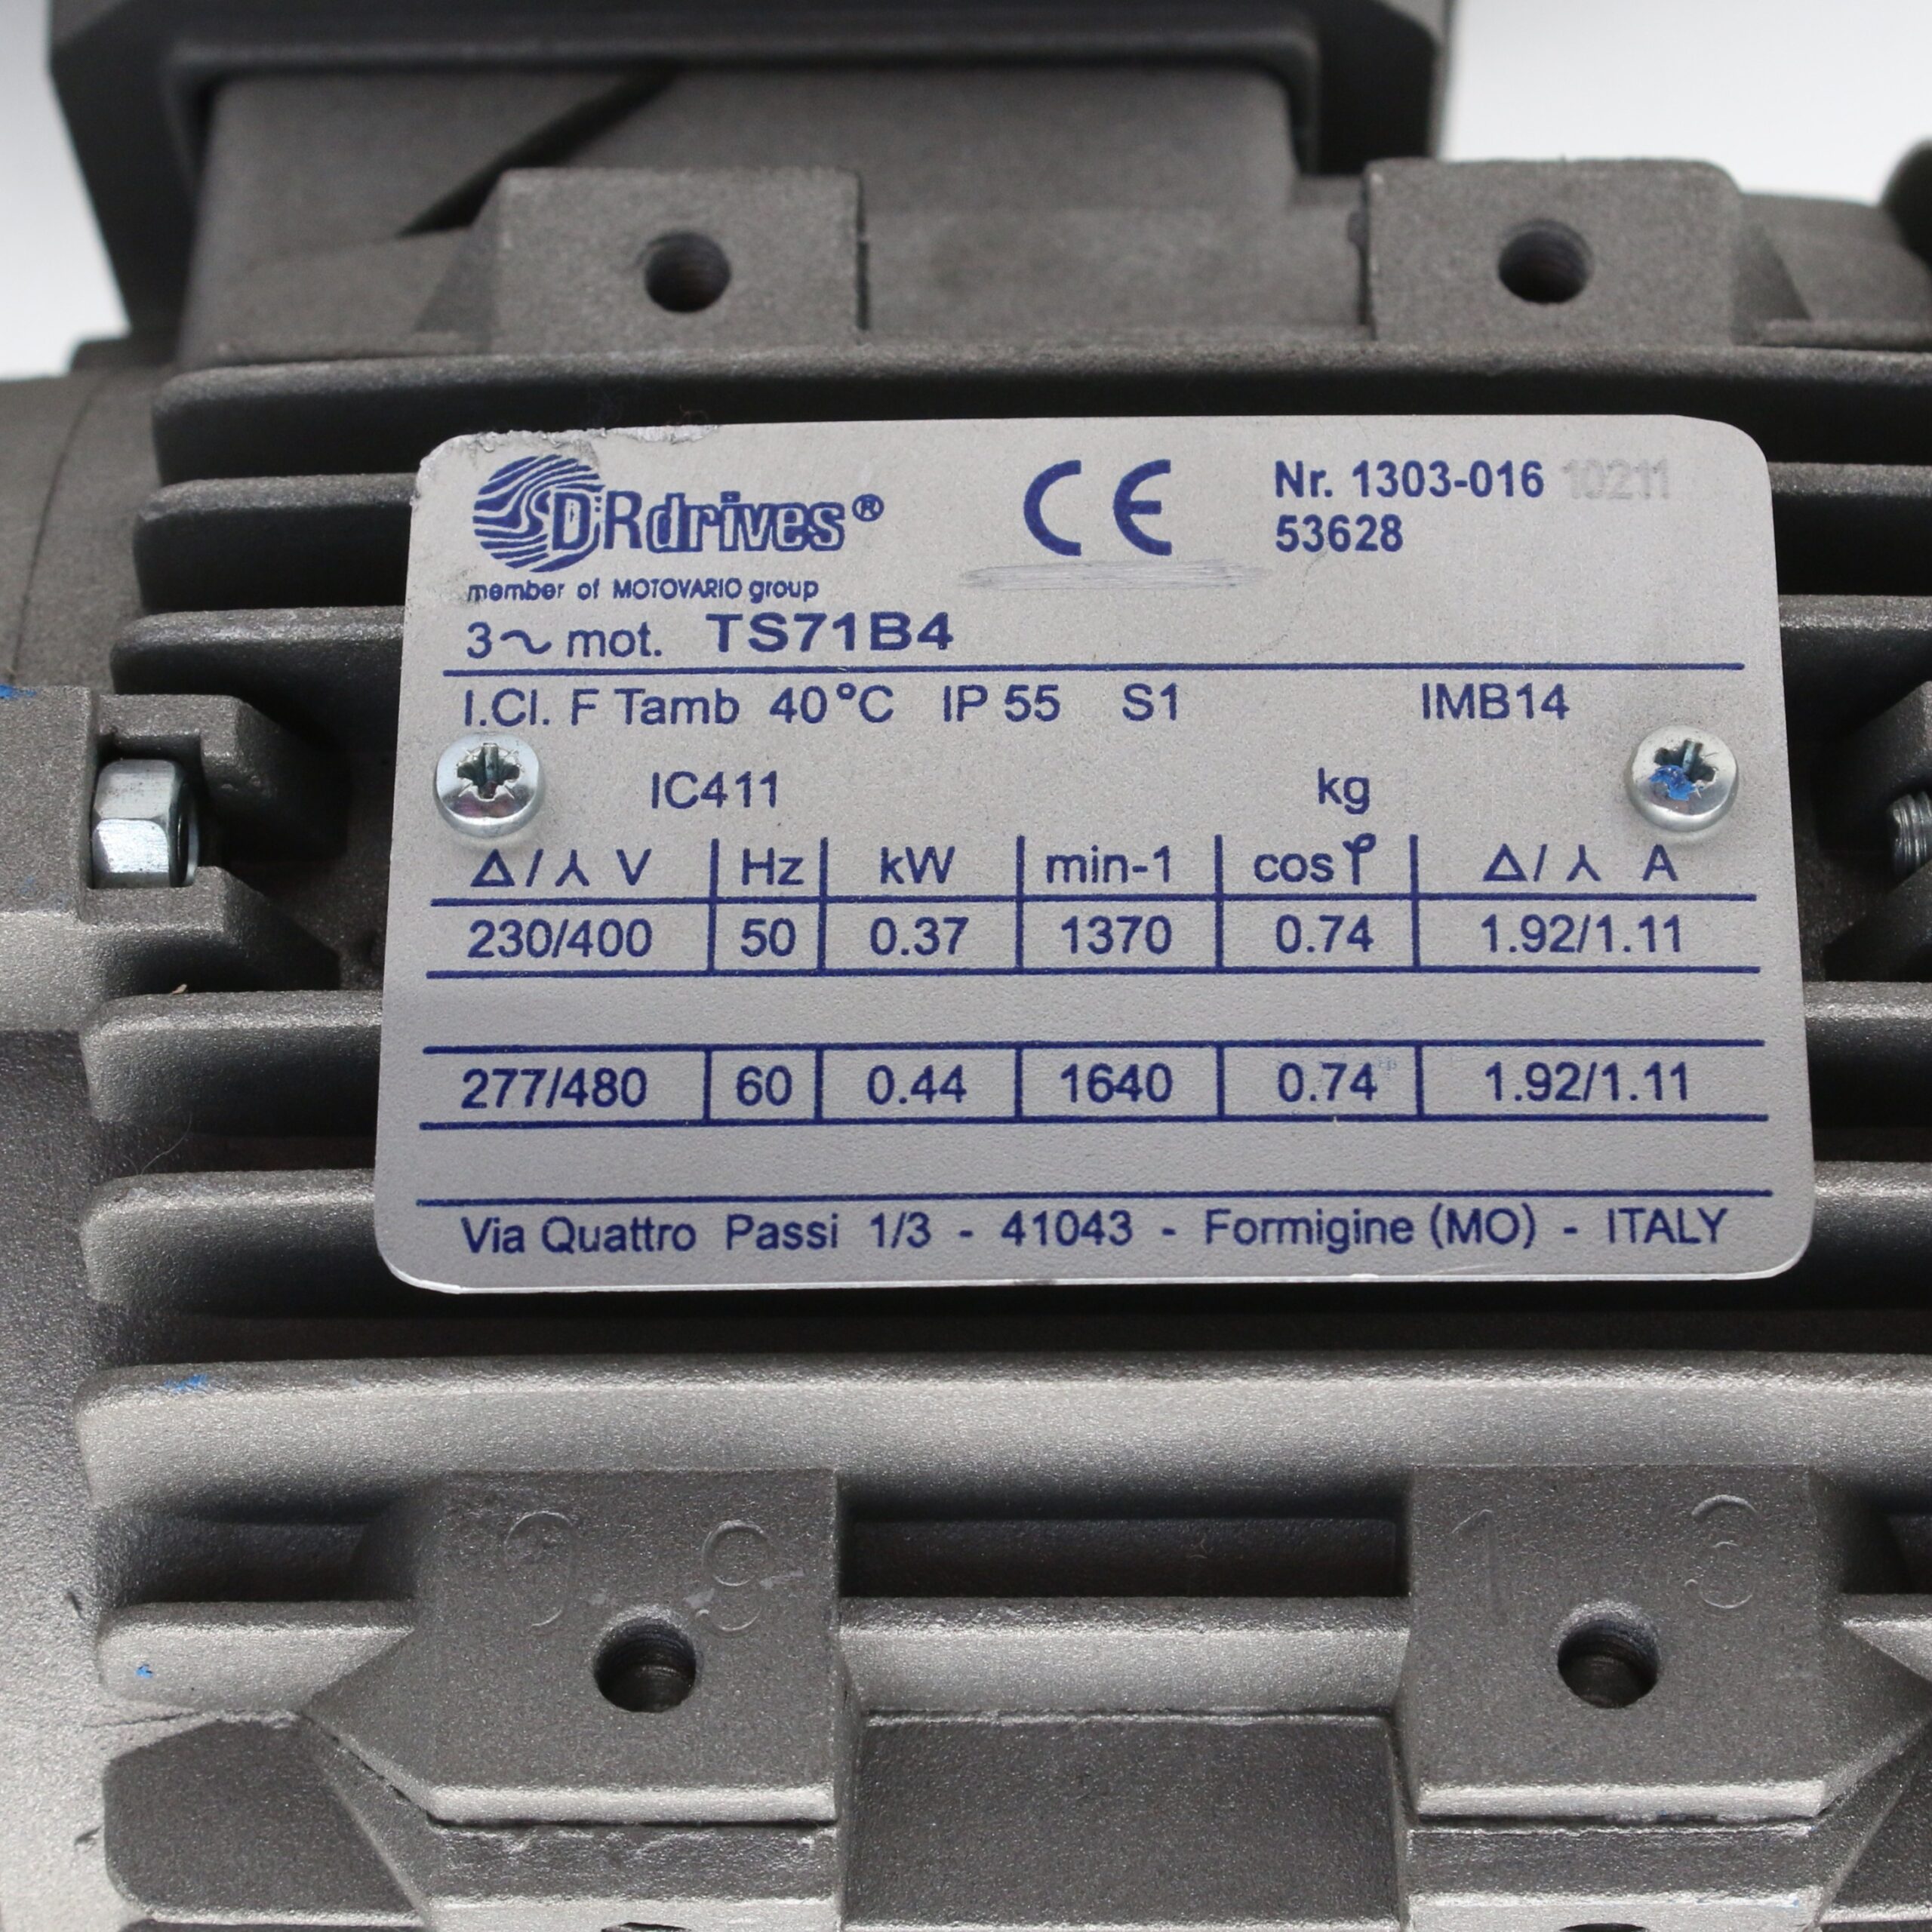 DRdrives®
member of MOTOVARIO group
CE
Nr. 1303-016 10211
53628
3~ mot. TS71B4
I.Cl. F Tamb 40°C IP 55 S1 IMB14
IC411 kg
Δ/⅄ V Hz kW min-1 cosφ Δ/⅄ A
230/400 50 0.37 1370 0.74 1.92/1.11
277/480 60 0.44 1640 0.74 1.92/1.11
Via Quattro Passi 1/3 - 41043 - Formigine (MO) - ITALY